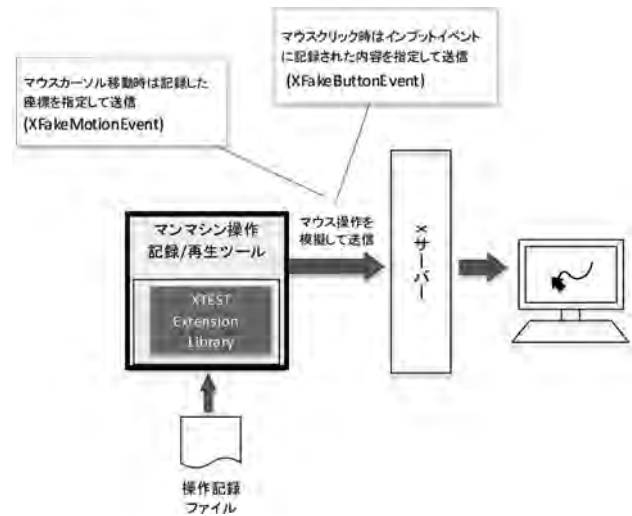 マウスクリック時はインプットイベント
に記録された内容を指定して送信
(XFakeButtonEvent)
マウスカーソル移動時は記録した
座標を指定して送信
(XFakeMotionEvent)
マンマシン操作
記録/再生ツール
マウス操作を
模擬して送信
Xサーバー
XTEST
Extension
Library
操作記録
ファイル